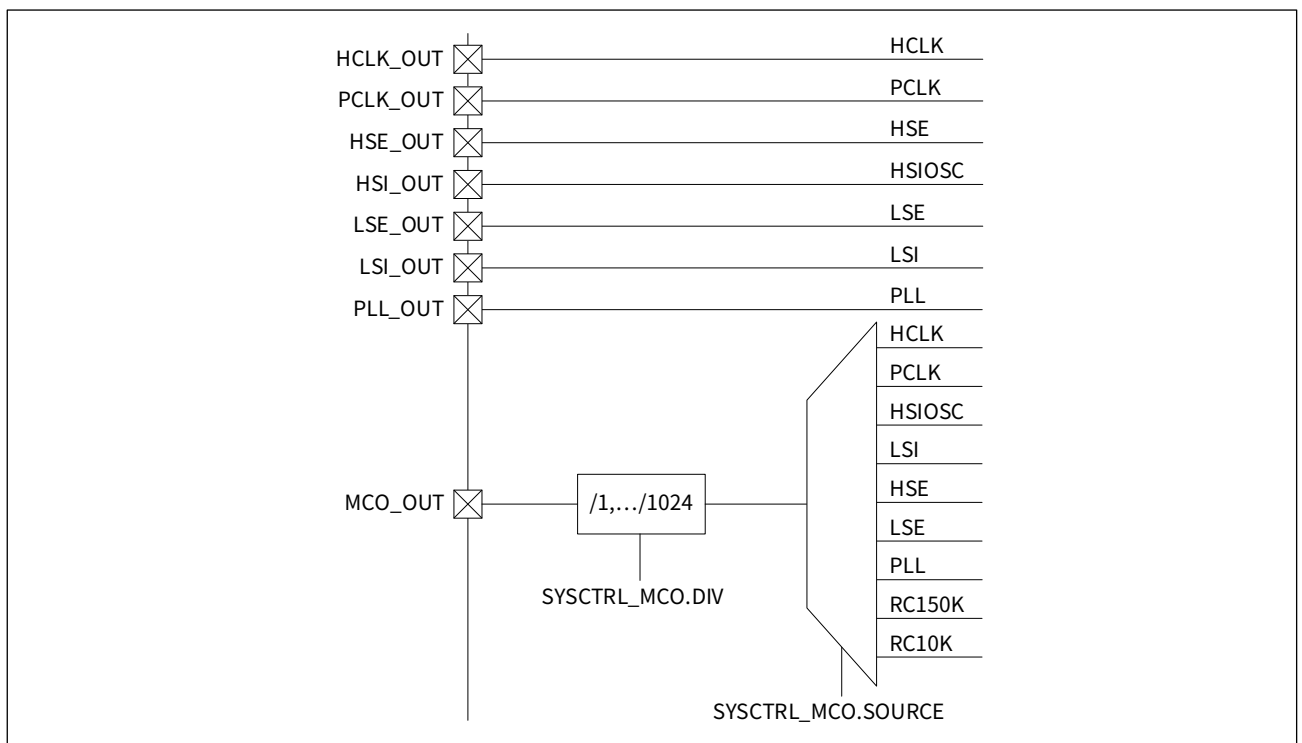 HCLK_OUT
HCLK
PCLK_OUT
PCLK
HSE_OUT
HSE
HSI_OUT
HSIOSC
LSE_OUT
LSE
LSI_OUT
LSI
PLL_OUT
PLL
HCLK
PCLK
HSIOSC
LSI
HSE
LSE
PLL
RC150K
RC10K
MCO_OUT
/1,…/1024
SYSCTRL_MCO.DIV
SYSCTRL_MCO.SOURCE